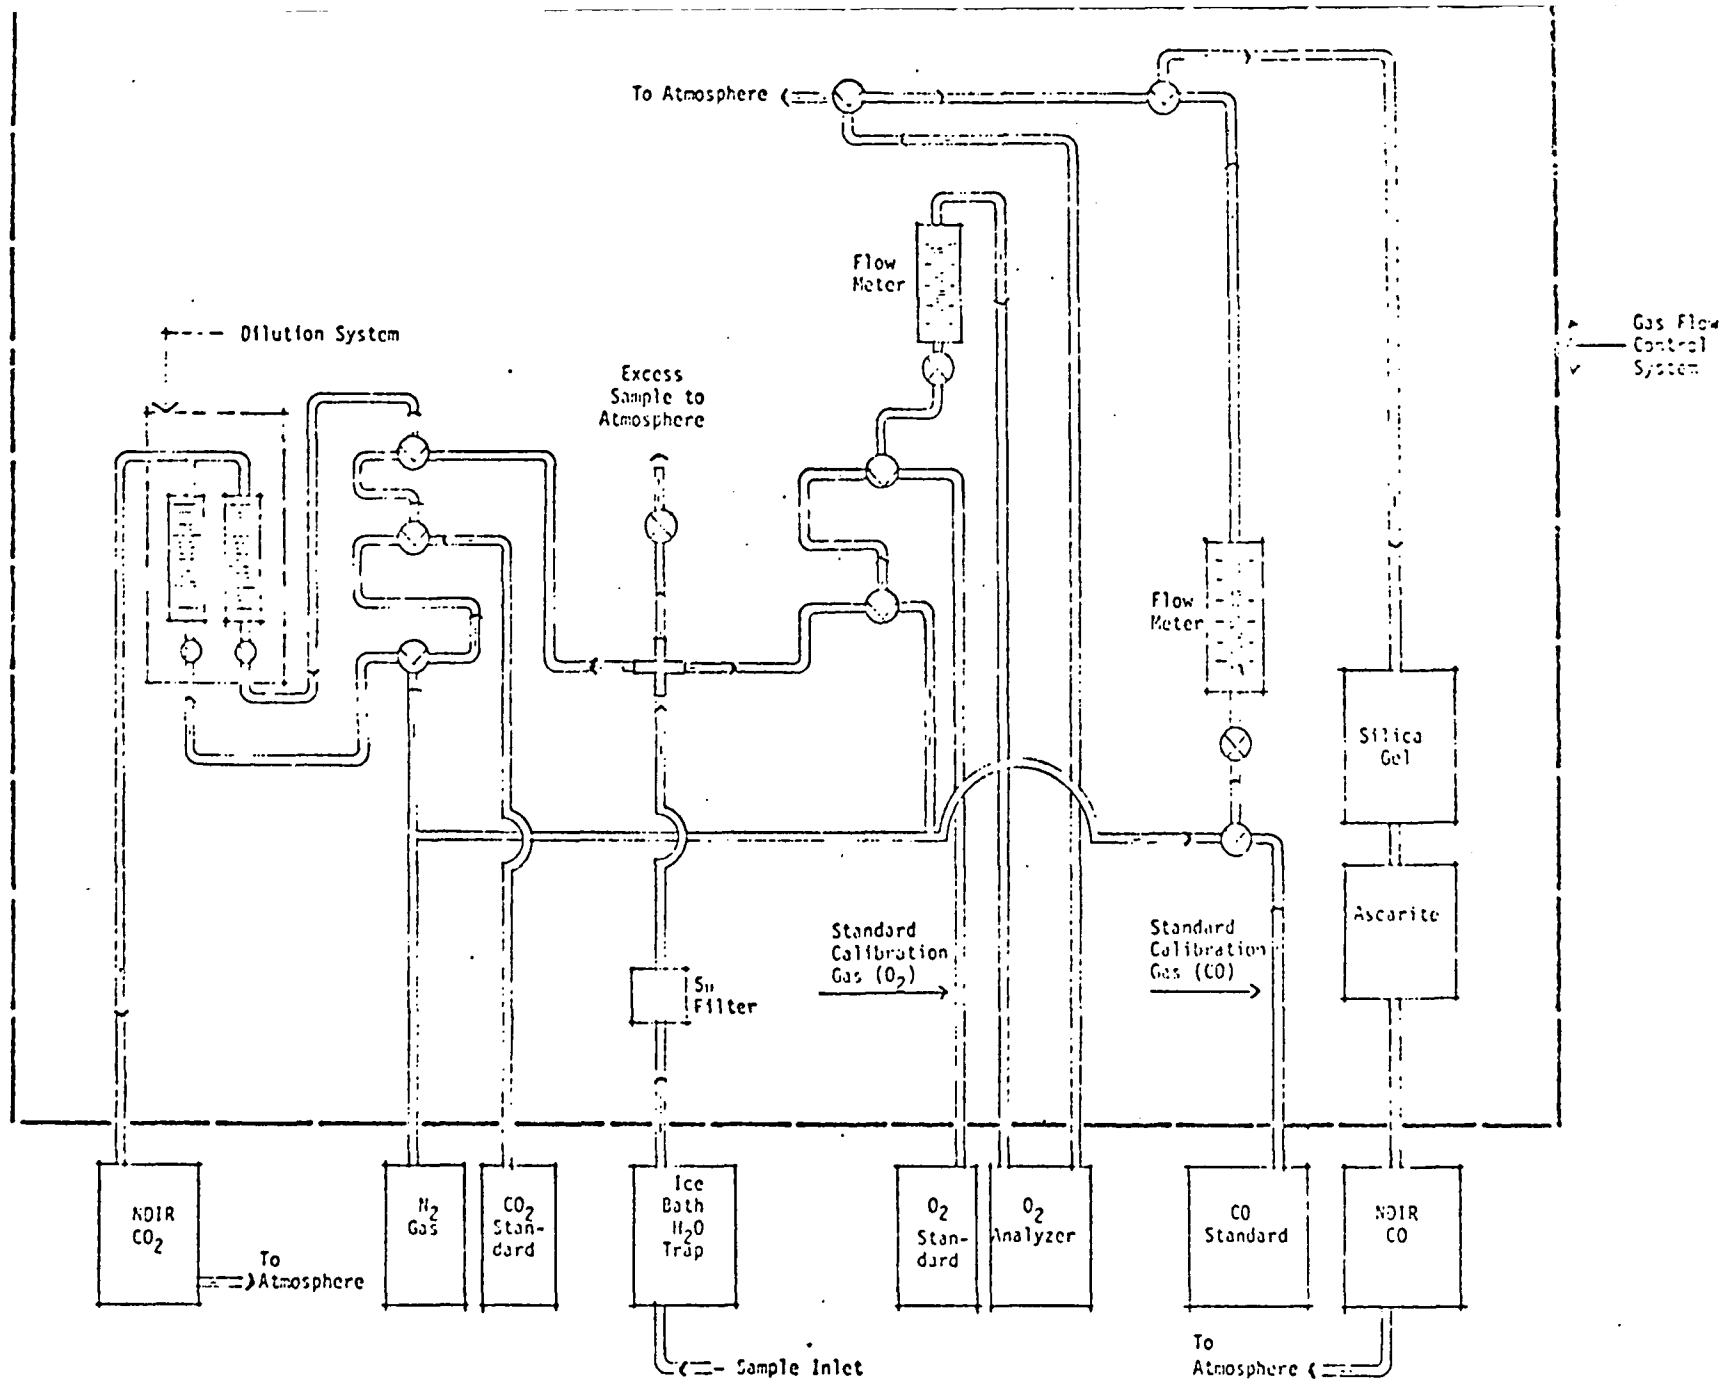 To Atmosphere
Flow
Meter
Gas Flow
Control
System
Dilution System
Excess
Sample to
Atmosphere
Flow
Meter
Silica
Gel
Ascarite
Standard
Calibration
Gas (O2)
Standard
Calibration
Gas (CO)
Filter
NDIR
CO2
To
Atmosphere
N2
Gas
CO2
Stan-
dard
Ice
Bath
H2O
Trap
O2
Stan-
dard
O2
Analyzer
CO
Standard
NDIR
CO
Sample Inlet
To
Atmosphere